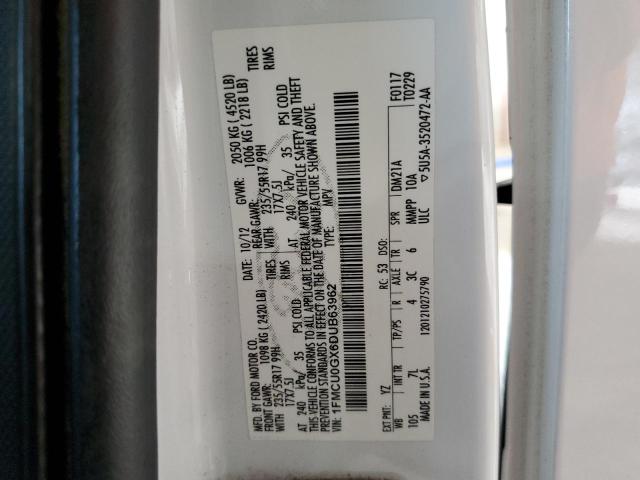 MFD. BY FORD MOTOR CO.
DATE: 10/12 GVWR: 2050 KG ( 4520 LB)
FRONT GAWR: 1098 KG (2420 LB) REAR GAWR: 1006 KG ( 2218 LB)
WITH 235/55R17 99H TIRES WITH 235/55R17 99H TIRES
17X7.5J RIMS 17X7.5J RIMS
AT 240 kPa/ 35 PSI COLD AT 240 kPa/ 35 PSI COLD
THIS VEHICLE CONFORMS TO ALL APPLICABLE FEDERAL MOTOR VEHICLE SAFETY AND THEFT
PREVENTION STANDARDS IN EFFECT ON THE DATE OF MANUFACTURE SHOWN ABOVE.
VIN: 1FMCU0GX6DUB63962 TYPE: MPV
F0117
F0229
EXT PNT: YZ RC: 53 DSO:
WB INT TR TP/PS R AXLE TR SPR DM21A
105 7L 4 3C 6 MMPP 10A
MADE IN U.S.A. 1201210275790 ULC ▽5U5A-3520472-AA